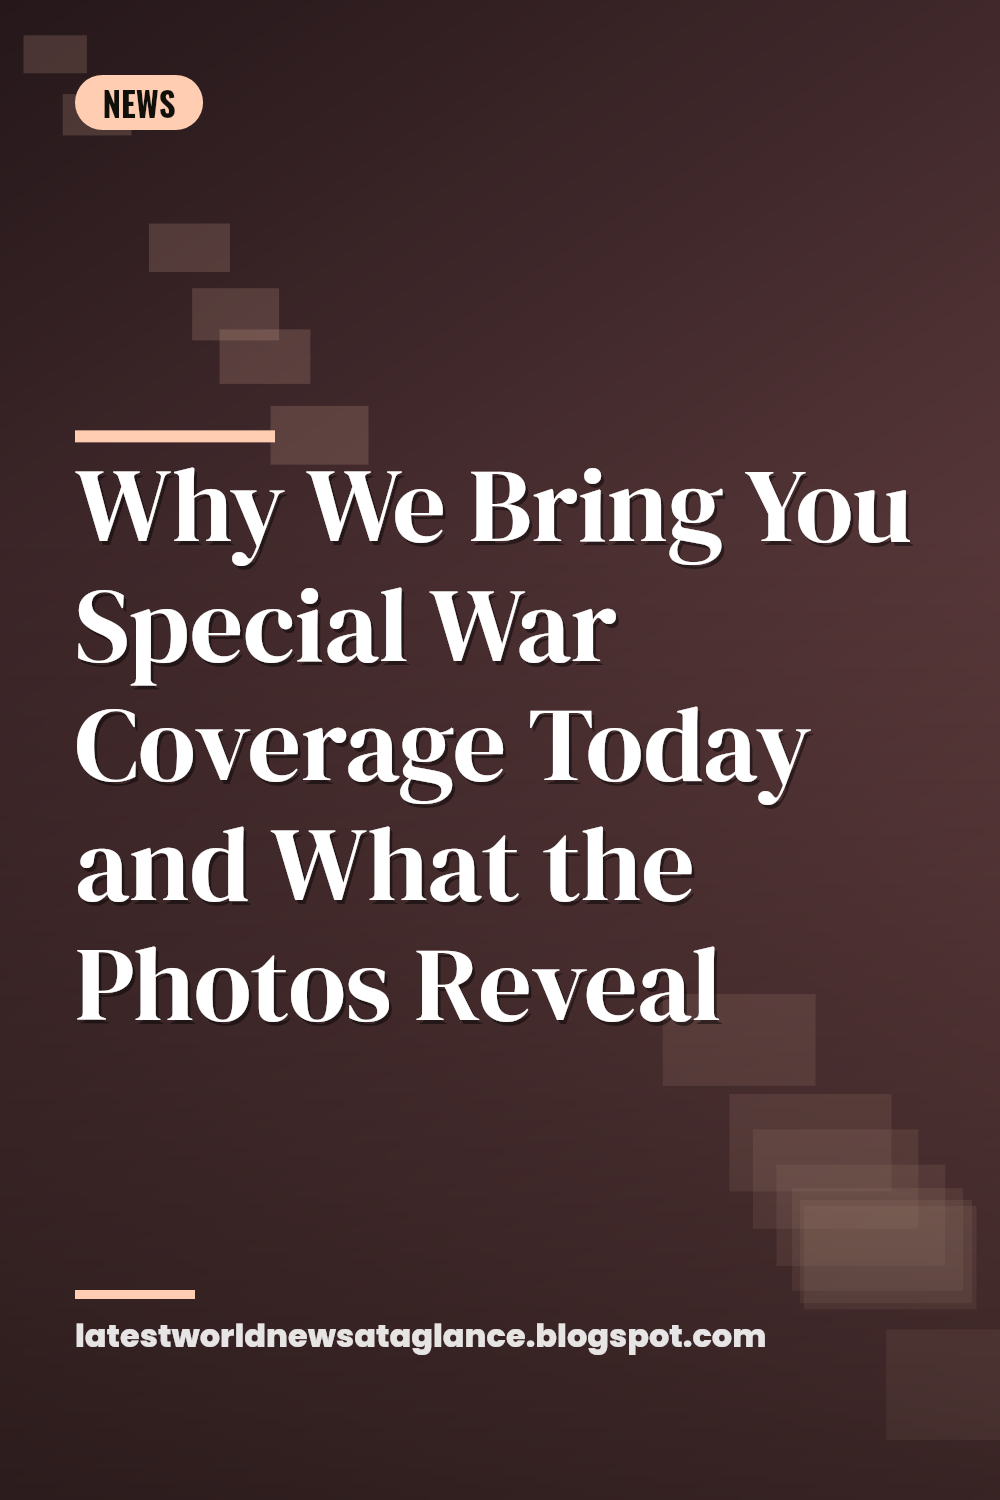 NEWS
Why We Bring You
Special War
Coverage Today
and What the
Photos Reveal
latestworldnewsataglance.blogspot.com